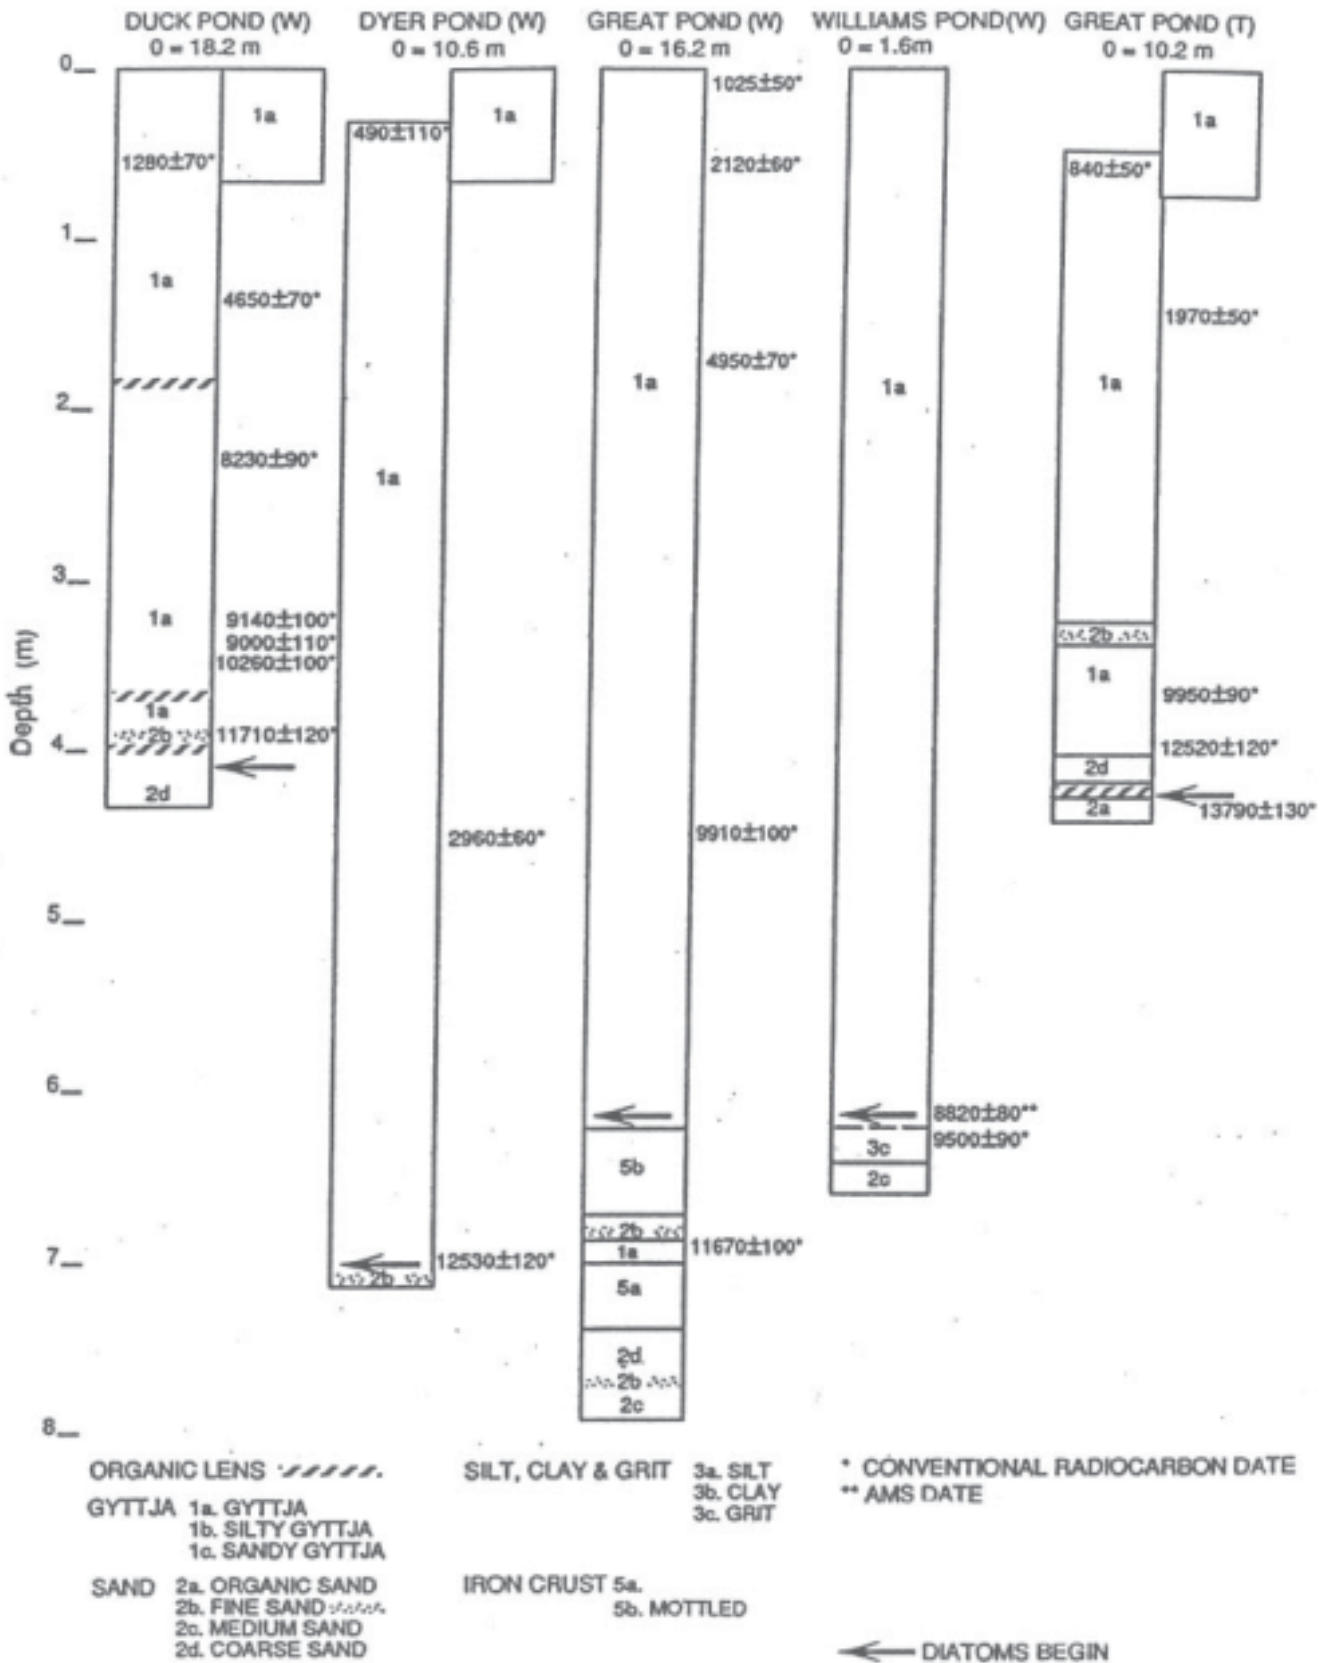 DUCK POND (W) DYER POND (W) GREAT POND (W) WILLIAMS POND(W) GREAT POND (T)
0 = 18.2 m 0 = 10.6 m 0 = 16.2 m 0 = 1.6m 0 = 10.2 m
Depth (m)
0
1
2
3
4
5
6
7
8
1a
1280±70*
1a
4650±70*
8230±90*
1a
9140±100*
9000±110*
10260±100*
1a
2b
11710±120*
2d
1a
490±110*
1a
2960±60*
12530±120*
2b
1025±50*
2120±60*
4950±70*
1a
9910±100*
5b
2b
1a
11670±100*
5a
2d
2b
2c
1a
8820±80**
9500±90*
3c
2c
1a
840±50*
1970±50*
1a
2b
1a
9950±90*
12520±120*
2d
13790±130*
2a
ORGANIC LENS
GYTTJA 1a. GYTTJA
1b. SILTY GYTTJA
1c. SANDY GYTTJA
SAND 2a. ORGANIC SAND
2b. FINE SAND
2c. MEDIUM SAND
2d. COARSE SAND
SILT, CLAY & GRIT 3a. SILT
3b. CLAY
3c. GRIT
IRON CRUST 5a.
5b. MOTTLED
* CONVENTIONAL RADIOCARBON DATE
** AMS DATE
DIATOMS BEGIN